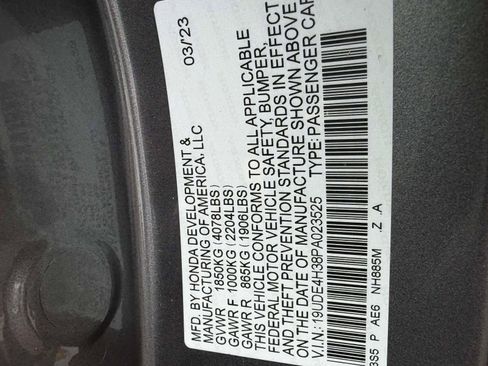 MFD. BY HONDA DEVELOPMENT & 03/23
MANUFACTURING OF AMERICA, LLC
GVWR 1850KG (4078LBS)
GAWR F 1000KG (2204LBS)
GAWR R 865KG (1906LBS)
THIS VEHICLE CONFORMS TO ALL APPLICABLE
FEDERAL MOTOR VEHICLE SAFETY, BUMPER,
AND THEFT PREVENTION STANDARDS IN EFFECT
ON THE DATE OF MANUFACTURE SHOWN ABOVE
V.I.N.: 19UDE4H38PA023525 TYPE: PASSENGER CAR
3S5 P AE6 NH885M .Z .A